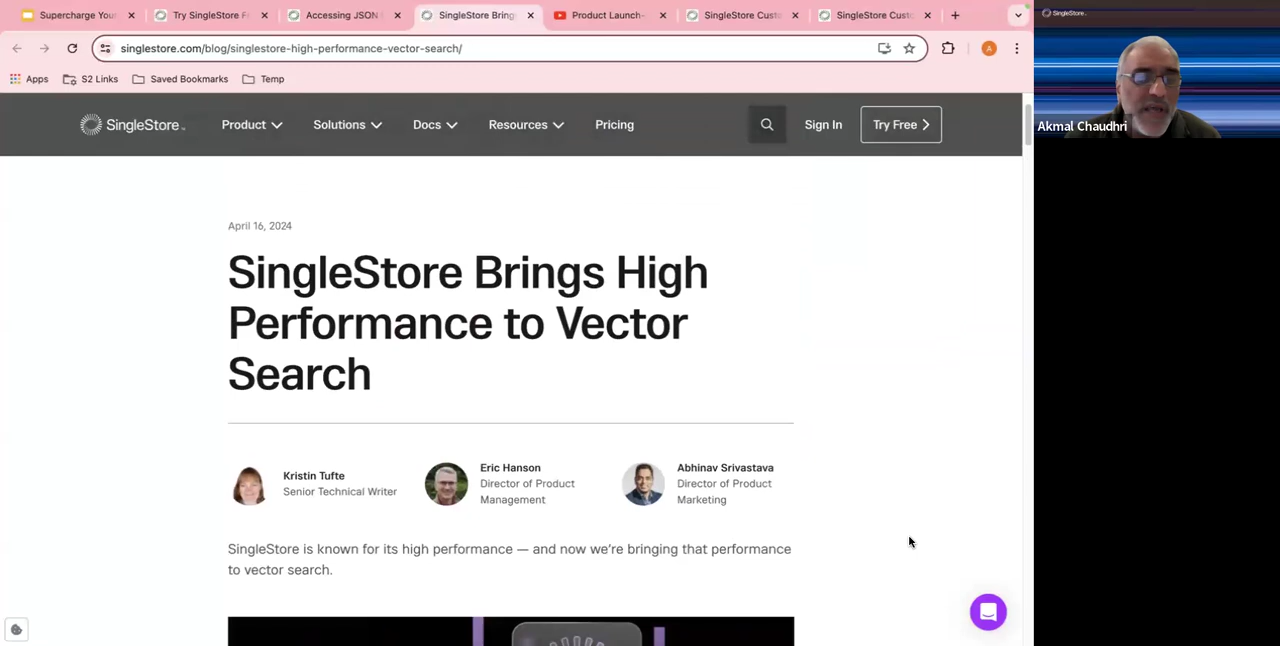 Supercharge Your
Try SingleStore F
Accessing JSON
SingleStore Bring
Product Launch-
SingleStore Cust
SingleStore Cust
singlestore.com/blog/singlestore-high-performance-vector-search/
A
Apps
S2 Links
Saved Bookmarks
Temp
SingleStore
Product
Solutions
Docs
Resources
Pricing
Sign In
Try Free
April 16, 2024
SingleStore Brings High
Performance to Vector
Search
Kristin Tufte
Senior Technical Writer
Eric Hanson
Director of Product
Management
Abhinav Srivastava
Director of Product
Marketing
SingleStore is known for its high performance — and now we're bringing that performance
to vector search.
SingleStore
Akmal Chaudhri